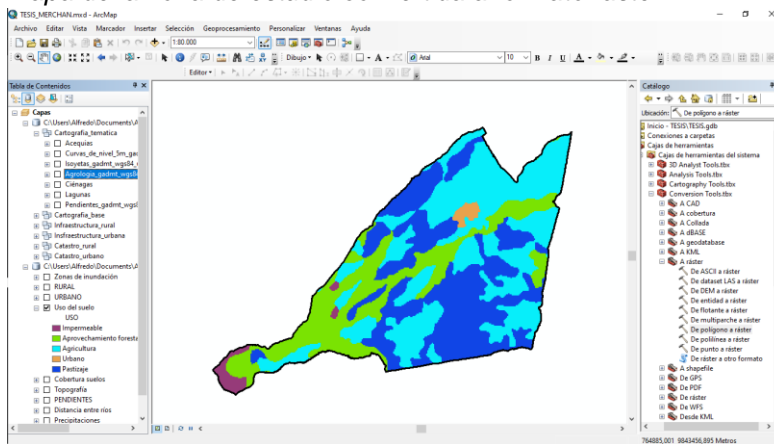 TESIS_MERCHAN.mxd - ArcMap
Archivo Editar Vista Marcador Insertar Selección Geoprocesamiento Personalizar Ventanas Ayuda
1:80.000
Dibujo
Arial
10
N K S
Editor
Tabla de Contenidos
Capas
C:\Users\Alfredo\Documents\A
Cartografia_tematica
Acequias
Curvas_de_nivel_5m_gac
Isoyetas_gadmt_wgs84_
Agrologia_gadmt_wgs84
Ciénagas
Lagunas
Pendientes_gadmt_wgs
Cartografia_base
Infraestructura_rural
Catastro_rural
Catastro_urbano
C:\Users\Alfredo\Documents\A
Zonas de inundación
RURAL
URBANO
Uso del suelo
USO
Impermeable
Aprovechamiento foresta
Agricultura
Urbano
Pastizaje
Cobertura suelos
Topografía
PENDIENTES
Distancia entre ríos
Precipitaciones
Catálogo
Ubicación: De polígono a ráster
Inicio - TESIS\TESIS.gdb
Conexiones a carpetas
Cajas de herramientas
Cajas de herramientas del sistema
3D Analyst Tools.tbx
Analysis Tools.tbx
Cartography Tools.tbx
Conversion Tools.tbx
A CAD
A cobertura
A Collada
A dBASE
A geodatabase
A KML
A ráster
De ASCII a ráster
De dataset LAS a ráster
De DEM a ráster
De entidad a ráster
De flotante a ráster
De multiparche a ráster
De polígono a ráster
De polilínea a ráster
De punto a ráster
De ráster a otro formato
A shapefile
De GPS
De PDF
De ráster
De WFS
Desde KML
764885,001 9843456,895 Metros